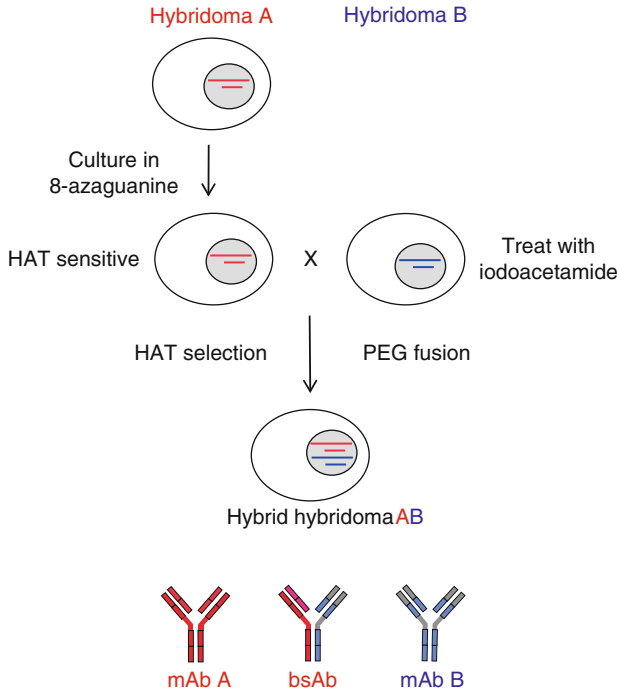 Hybridoma A
Hybridoma B
Culture in
8-azaguanine
HAT sensitive
X
Treat with
iodoacetamide
HAT selection
PEG fusion
Hybrid hybridoma AB
mAb A
bsAb
mAb B